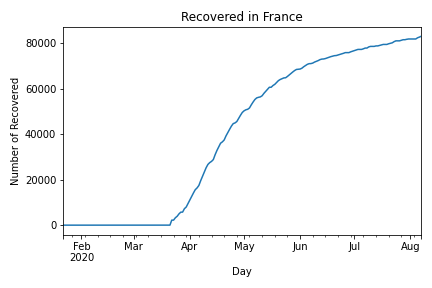 Recovered in France
Number of Recovered
80000
60000
40000
20000
0
Feb Mar Apr May Jun Jul Aug
2020
Day